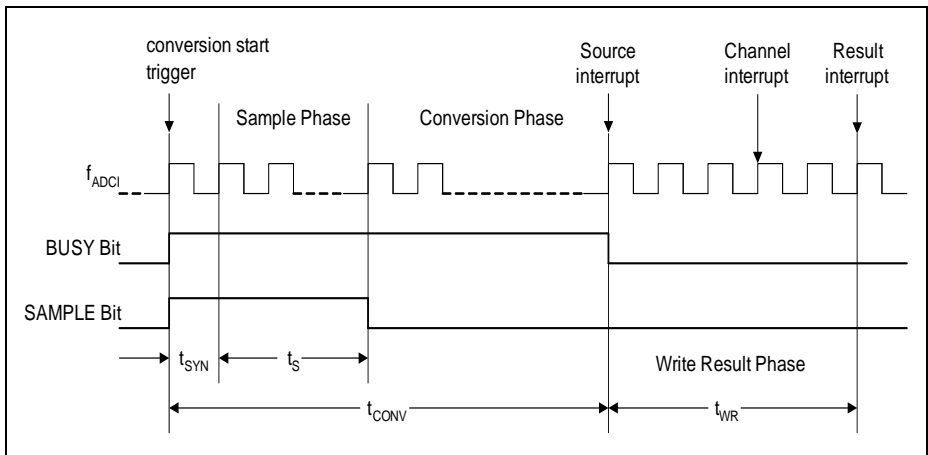 conversion start
trigger
Source
interrupt
Channel
interrupt
Result
interrupt
Sample Phase
Conversion Phase
fADCI
BUSY Bit
SAMPLE Bit
tSYN
tS
Write Result Phase
tCONV
tWR